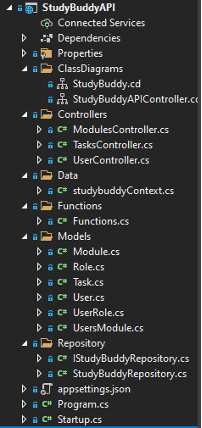 StudyBuddyAPI
Connected Services
Dependencies
Properties
ClassDiagrams
StudyBuddy.cd
StudyBuddyAPIController.cd
Controllers
C# ModulesController.cs
C# TasksController.cs
C# UserController.cs
Data
C# studybuddyContext.cs
Functions
C# Functions.cs
Models
C# Module.cs
C# Role.cs
C# Task.cs
C# User.cs
C# UserRole.cs
C# UsersModule.cs
Repository
C# IStudyBuddyRepository.cs
C# StudyBuddyRepository.cs
appsettings.json
C# Program.cs
C# Startup.cs